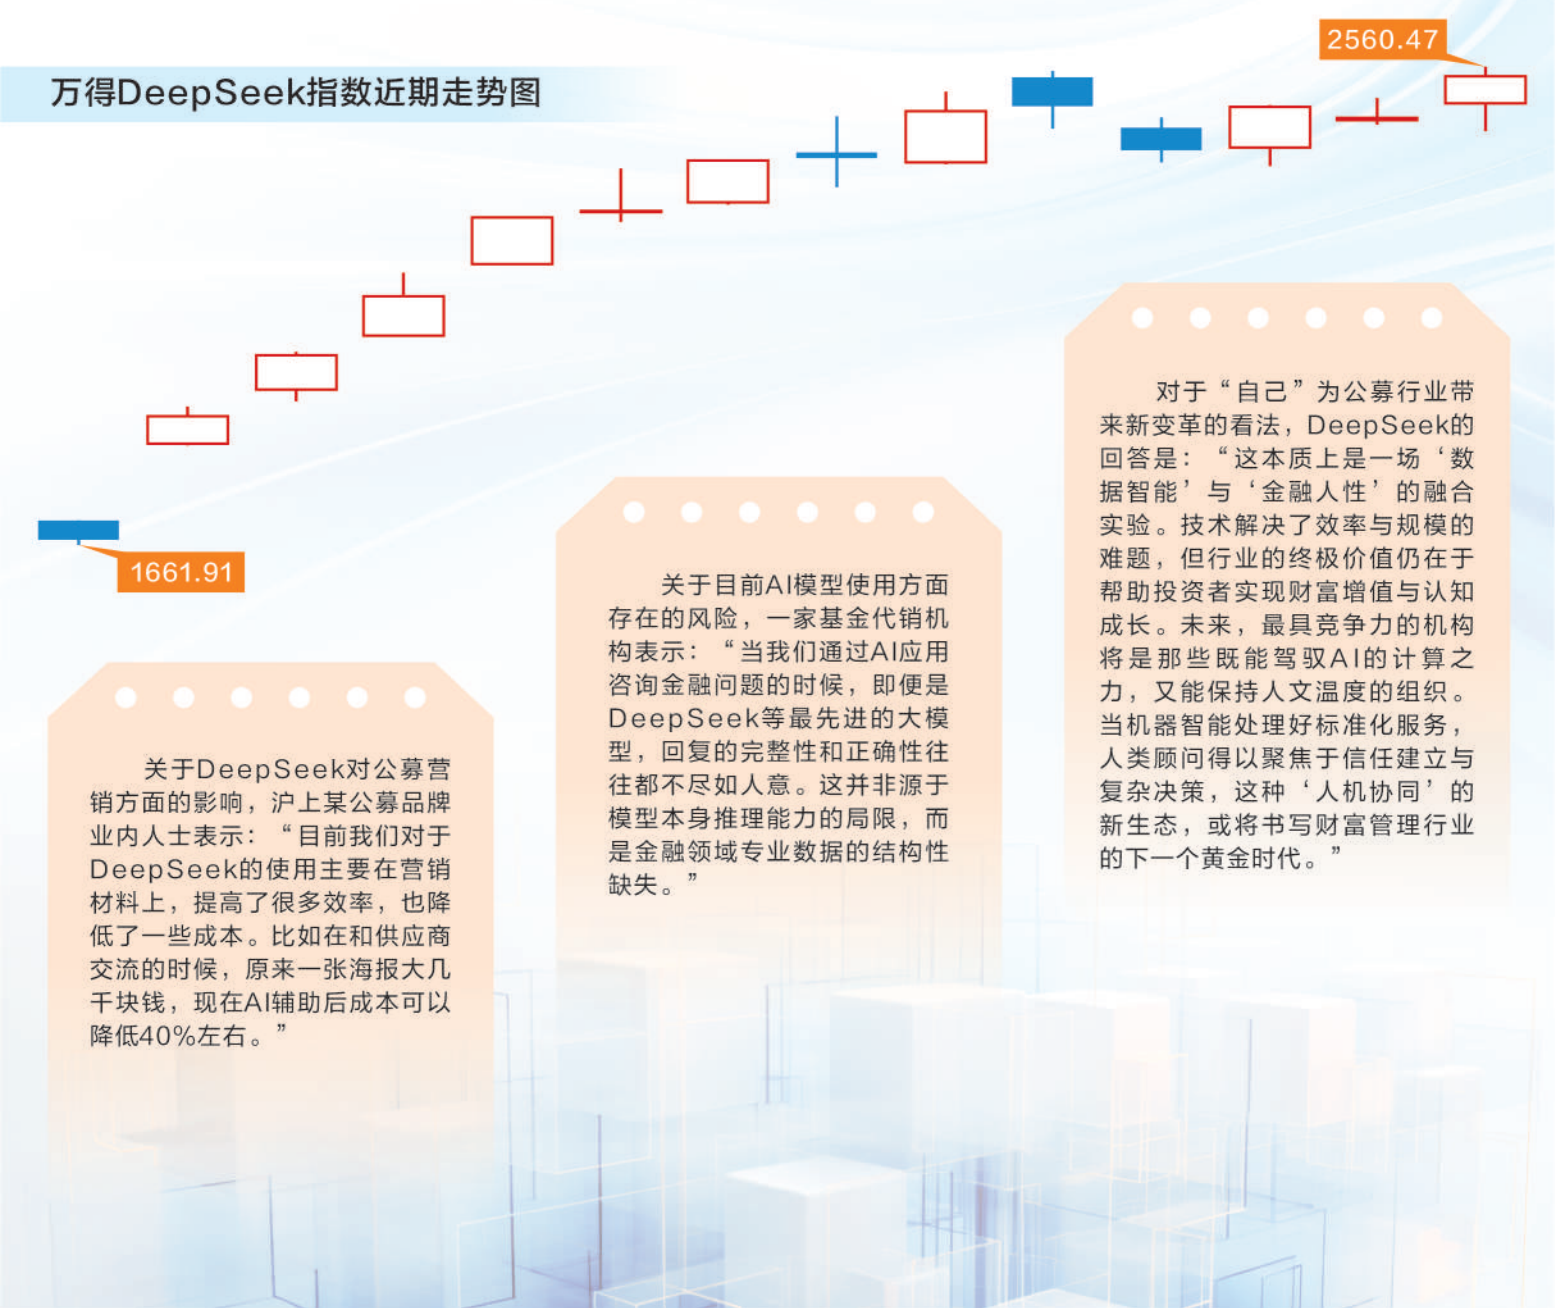 万得DeepSeek指数近期走势图
2560.47
1661.91
关于DeepSeek对公募营
销方面的影响，沪上某公募品牌
业内人士表示：“目前我们对于
DeepSeek的使用主要在营销
材料上，提高了很多效率，也降
低了一些成本。比如在和供应商
交流的时候，原来一张海报大几
千块钱，现在AI辅助后成本可以
降低40%左右。”
关于目前AI模型使用方面
存在的风险，一家基金代销机
构表示：“当我们通过AI应用
咨询金融问题的时候，即便是
DeepSeek等最先进的大模
型，回复的完整性和正确性往
往都不尽如人意。这并非源于
模型本身推理能力的局限，而
是金融领域专业数据的结构性
缺失。”
对于“自己”为公募行业带
来新变革的看法，DeepSeek的
回答是：“这本质上是一场‘数
据智能’与‘金融人性’的融合
实验。技术解决了效率与规模的
难题，但行业的终极价值仍在于
帮助投资者实现财富增值与认知
成长。未来，最具竞争力的机构
将是那些既能驾驭AI的计算之
力，又能保持人文温度的组织。
当机器智能处理好标准化服务，
人类顾问得以聚焦于信任建立与
复杂决策，这种‘人机协同’的
新生态，或将书写财富管理行业
的下一个黄金时代。”